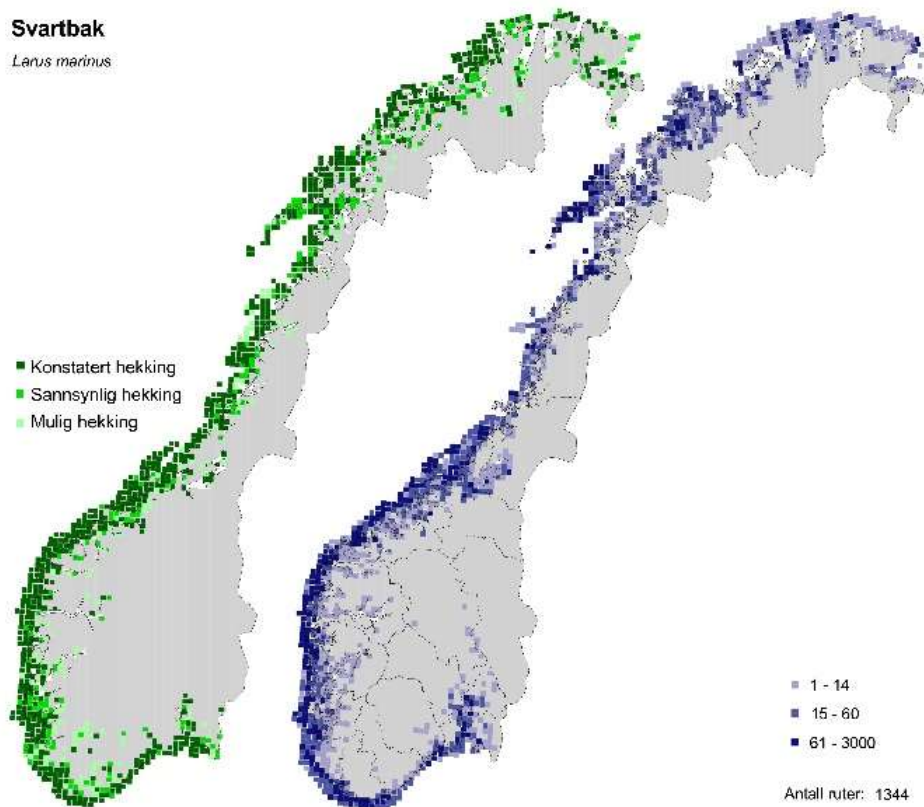 Svartbak
Larus marinus
Konstatert hekking
Sannsynlig hekking
Mulig hekking
1 - 14
15 - 60
61 - 3000
Antall ruter: 1344